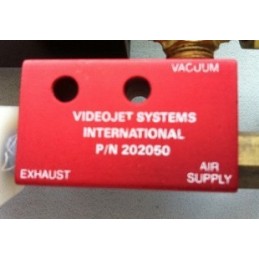 VACUUM
VIDEOJET SYSTEMS
INTERNATIONAL
P/N 202050
EXHAUST
AIR
SUPPLY